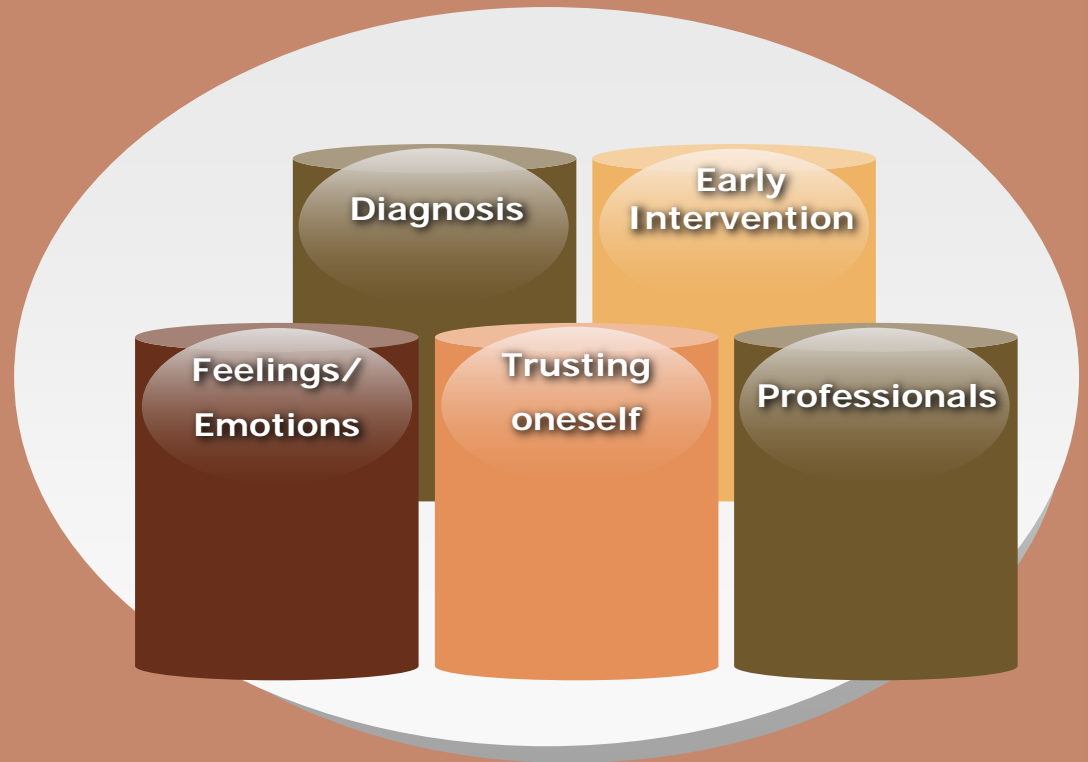 Diagnosis
Early
Intervention
Feelings/
Emotions
Trusting
oneself
Professionals